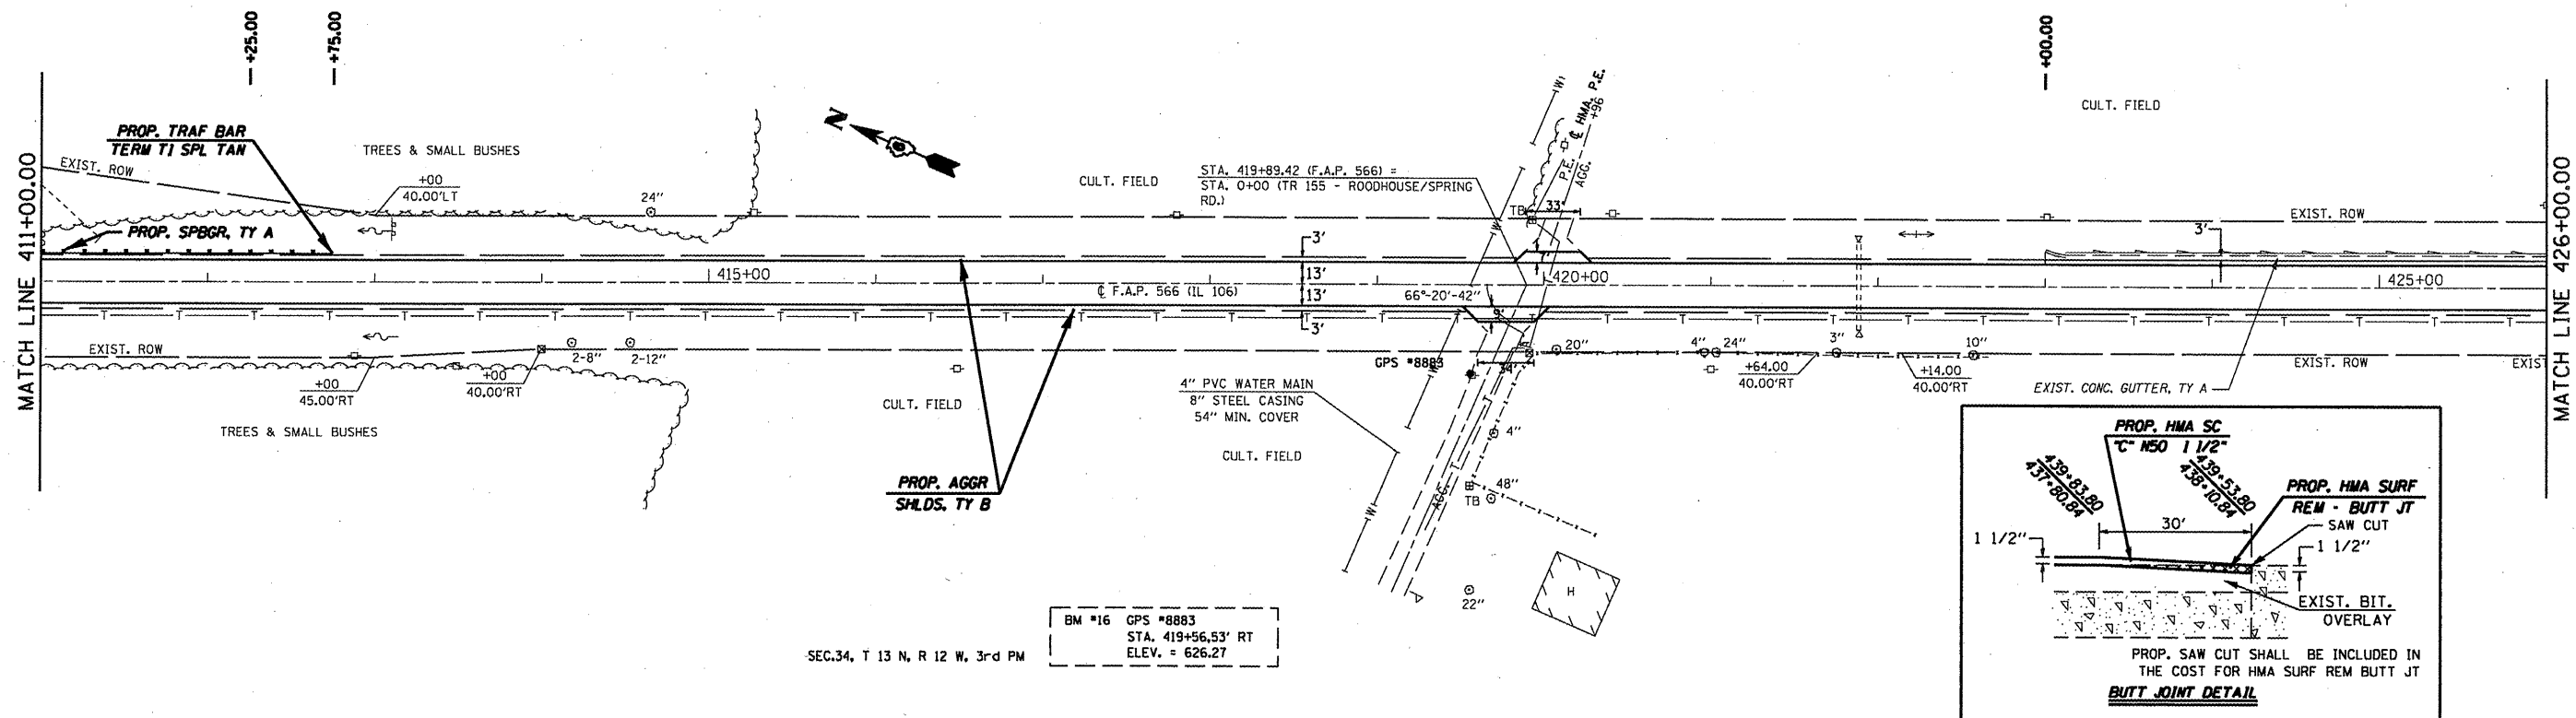 +25.00
+75.00
+00.00
MATCH LINE 411+00.00
PROP. TRAF BAR
TERM T1 SPL TAN
EXIST. ROW
TREES & SMALL BUSHES
+00
40.00'LT
24"
PROP. SPBGR, TY A
N
CULT. FIELD
STA. 419+89.42 (F.A.P. 566) =
STA. 0+00 (TR 155 - ROODHOUSE/SPRING
RD.)
W
W
℄ HMA, P.E.
+96
P.E.
AGG.
TB
33'
CULT. FIELD
EXIST. ROW
3'
3'
7'
415+00
13'
420+00
425+00
℄ F.A.P. 566 (IL 106)
13'
66°-20'-42"
9'
3'
T T T T T T T T T T T T T T T T T T T T
EXIST. ROW
2-8"
2-12"
+00
45.00'RT
+00
40.00'RT
GPS #8883
34'
20"
4"
24"
3"
10"
+64.00
40.00'RT
+14.00
40.00'RT
EXIST. ROW
EXIST
EXIST. CONC. GUTTER, TY A
MATCH LINE 426+00.00
TREES & SMALL BUSHES
CULT. FIELD
4" PVC WATER MAIN
8" STEEL CASING
54" MIN. COVER
CULT. FIELD
W
W
T
T
4"
AGG.
TB
48"
22"
H
PROP. AGGR
SHLDS. TY B
SEC.34, T 13 N, R 12 W, 3rd PM
BM #16 GPS #8883
STA. 419+56,53' RT
ELEV. = 626.27
PROP. HMA SC
"C" N50 1 1/2"
439+83.80
437+80.84
439+53.80
438+10.84
PROP. HMA SURF
REM - BUTT JT
30'
SAW CUT
1 1/2"
1 1/2"
EXIST. BIT.
OVERLAY
PROP. SAW CUT SHALL BE INCLUDED IN
THE COST FOR HMA SURF REM BUTT JT
BUTT JOINT DETAIL